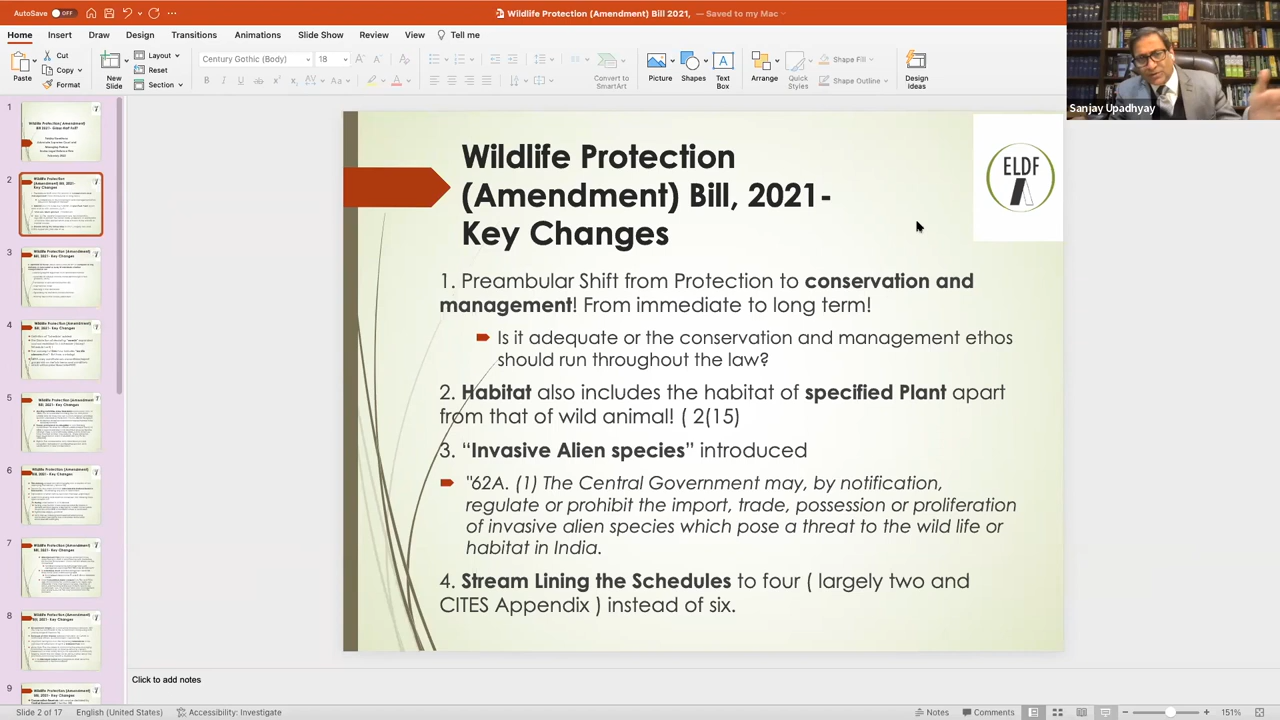 AutoSave OFF
Wildlife Protection (Amendment) Bill 2021, — Saved to my Mac
Home Insert Draw Design Transitions Animations Slide Show Review View Tell me
Paste
Cut
Copy
Format
New Slide
Layout
Reset
Section
Century Gothic (Body) 18
Convert to SmartArt
Picture
Shapes
Text Box
Arrange
Quick Styles
Shape Fill
Shape Outline
Design Ideas
Sanjay Upadhyay
1
2
3
4
5
6
7
8
9
Wildlife Protection
(Amendment) Bill, 2021-
Key Changes
ELDF
1. Preambular Shift from Protection to conservation and
management! From immediate to long term!
Is it adequate or the conservation and management ethos
should run throughout the law?
2. Habitat also includes the habitat of specified Plant apart
from that of wild animal! ( 2(15)
3. “Invasive Alien species” introduced
"62A. (1) The Central Government may, by notification,
regulate or prohibit the import, trade, possession or proliferation
of invasive alien species which pose a threat to the wild life or
habitat in India.
4. Stream Lining the Schedules to four ( largely two and
CITES Appendix ) instead of six.
Click to add notes
Slide 2 of 17 English (United States) Accessibility: Investigate Notes Comments 151%